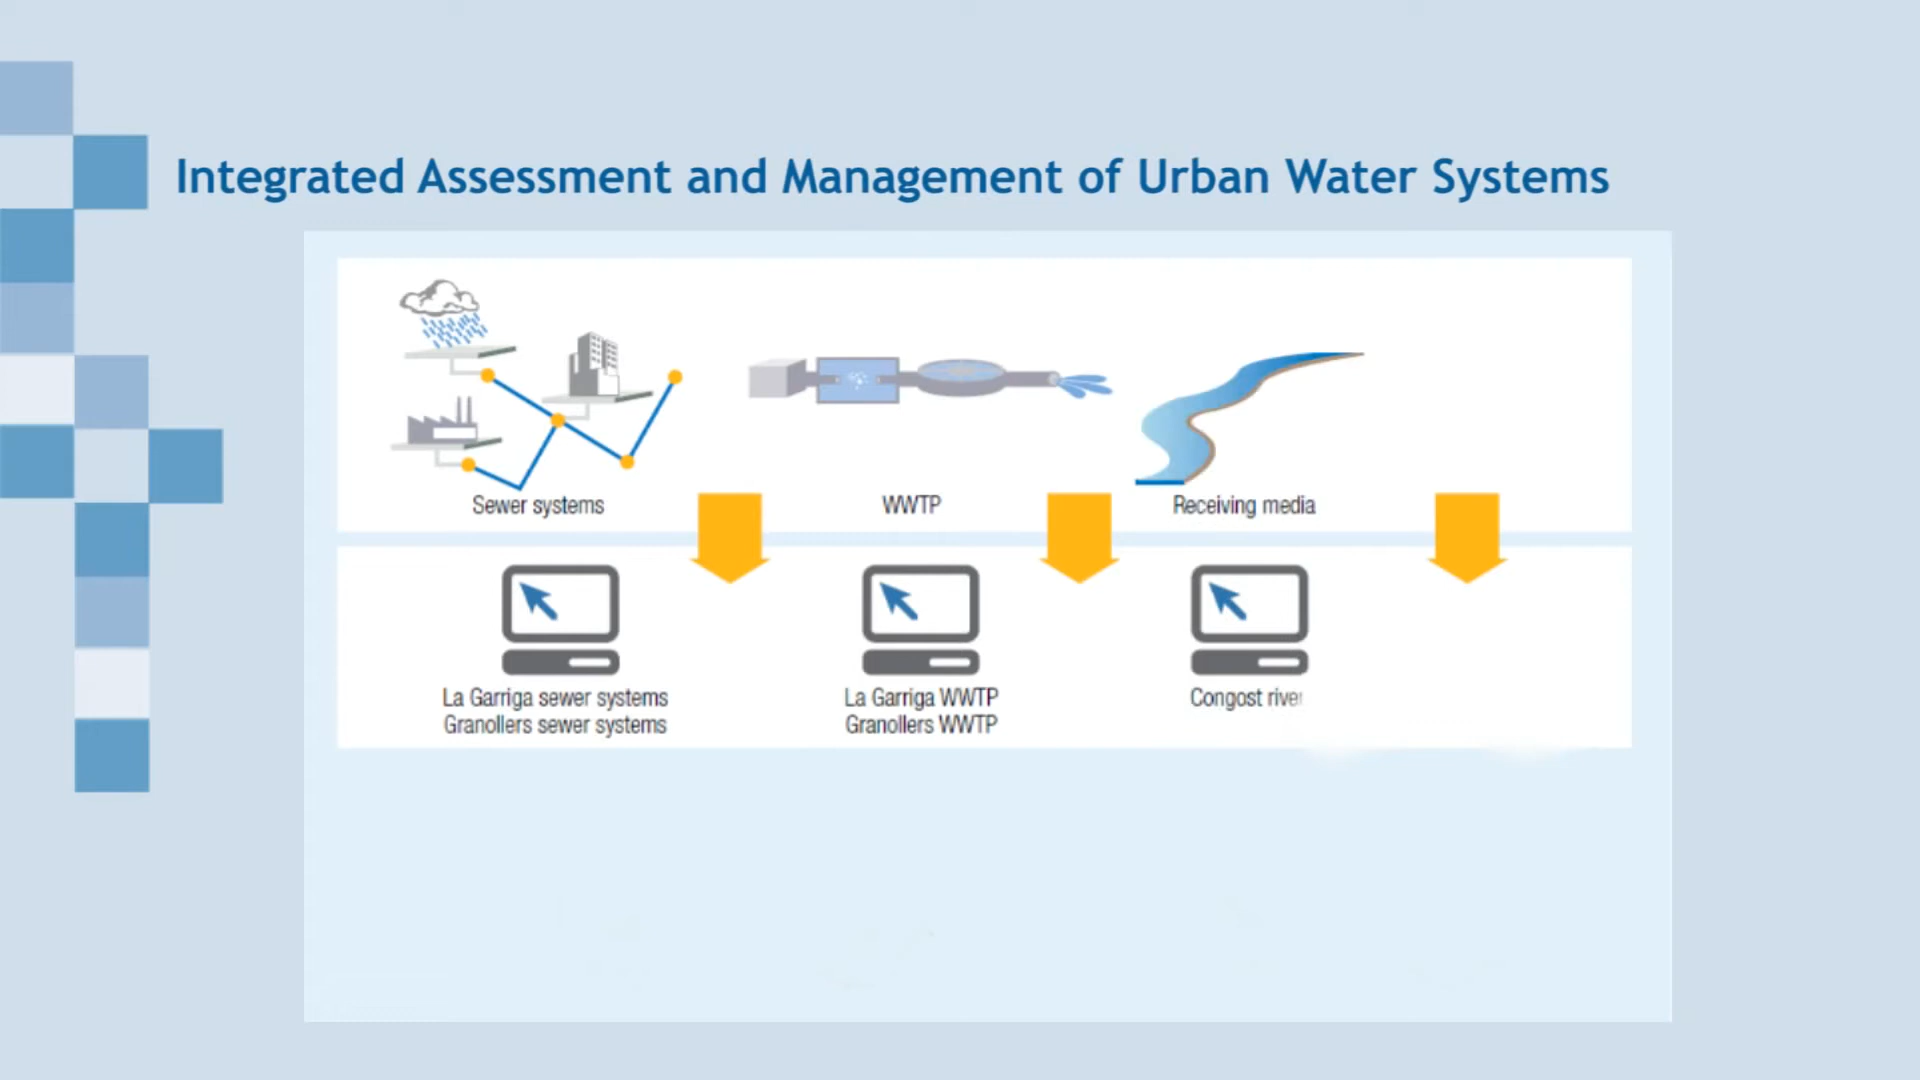 Integrated Assessment and Management of Urban Water Systems
Sewer systems
WWTP
Receiving media
La Garriga sewer systems
Granollers sewer systems
La Garriga WWTP
Granollers WWTP
Congost river